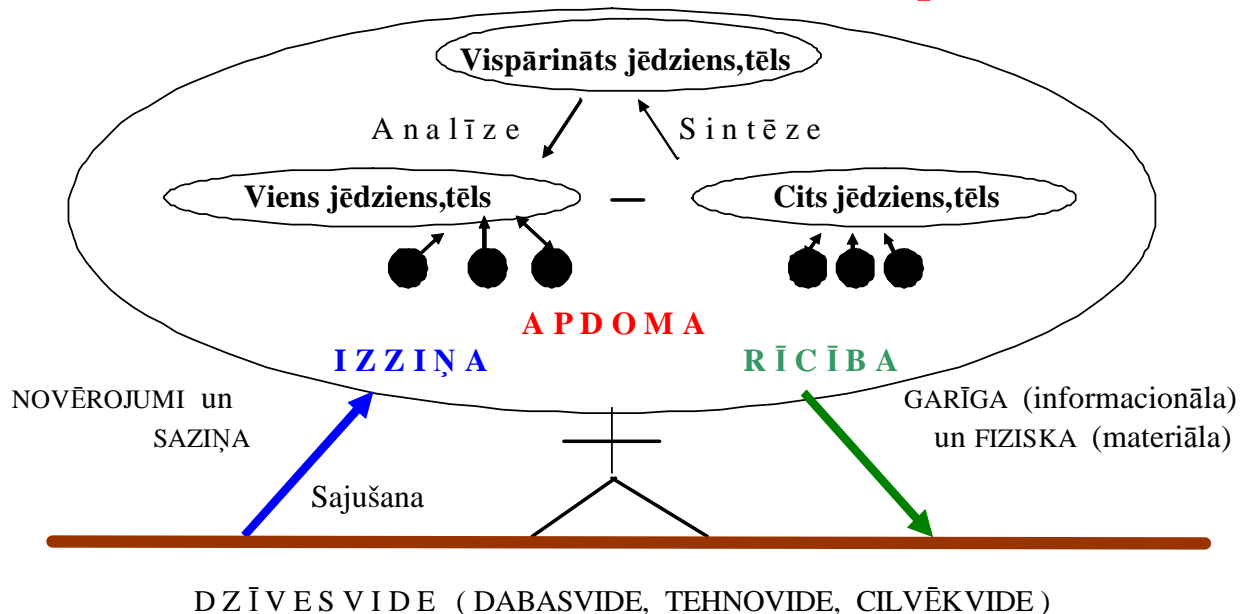 Vispārināts jēdziens,tēls
Analīze Sintēze
Viens jēdziens,tēls – Cits jēdziens,tēls
APDOMA
IZZIŅA RĪCĪBA
NOVĒROJUMI un GARĪGA (informacionāla)
SAZIŅA un FIZISKA (materiāla)
Sajušana
DZĪVESVIDE (DABASVIDE, TEHNOVIDE, CILVĒKVIDE)